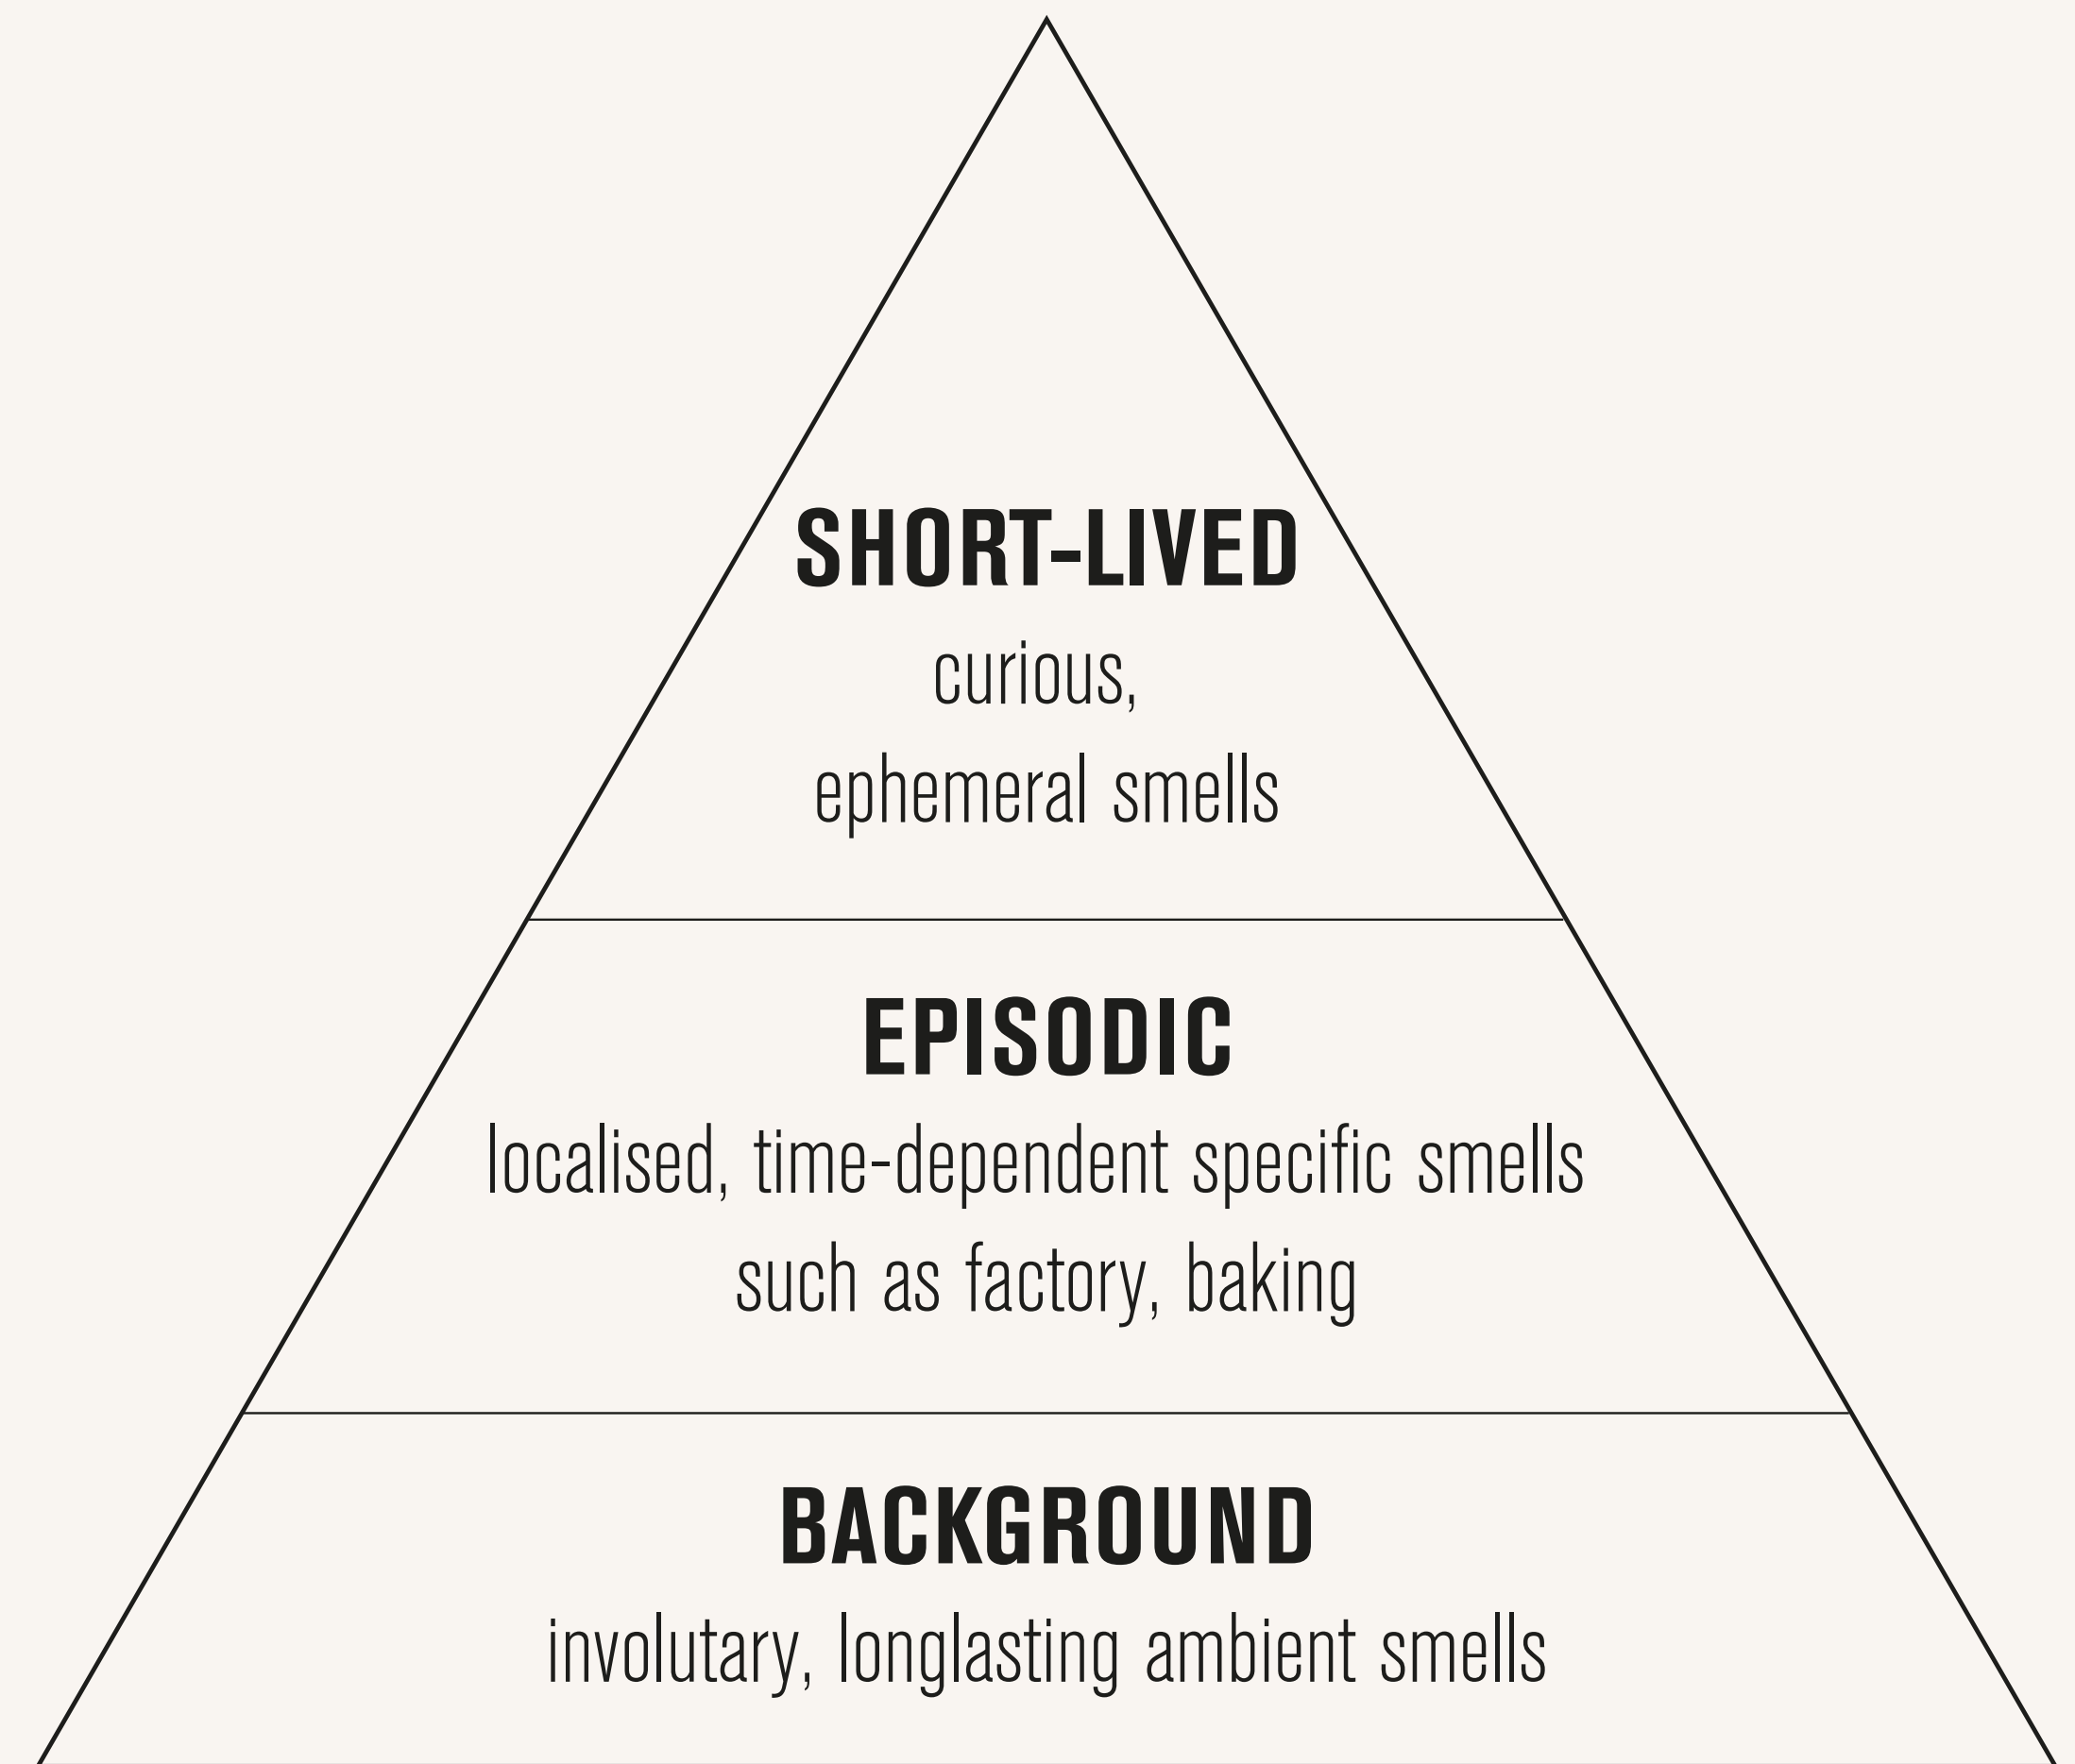 SHORT-LIVED
curious,
ephemeral smells
EPISODIC
localised, time-dependent specific smells
such as factory, baking
BACKGROUND
involutary, longlasting ambient smells